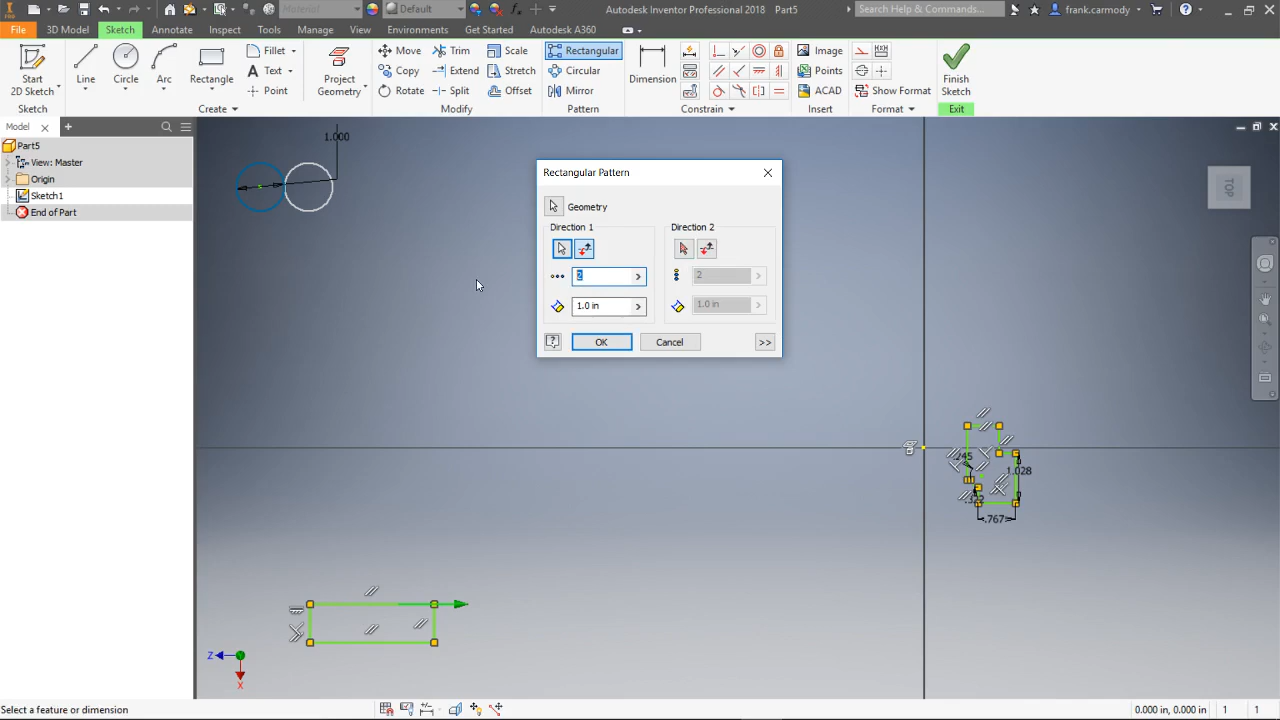 PRO
Material
Default
Autodesk Inventor Professional 2018   Part5
Search Help & Commands...
frank.carmody
File
3D Model
Sketch
Annotate
Inspect
Tools
Manage
View
Environments
Get Started
Autodesk A360
Start
2D Sketch
Line
Circle
Arc
Rectangle
Fillet
Text
Point
Project
Geometry
Move
Copy
Rotate
Trim
Extend
Split
Scale
Stretch
Offset
Rectangular
Circular
Mirror
Dimension
Image
Points
ACAD
Show Format
Finish
Sketch
Sketch
Create
Modify
Pattern
Constrain
Insert
Format
Exit
Model
Part5
View: Master
Origin
Sketch1
End of Part
1.000
TOP
Rectangular Pattern
Geometry
Direction 1
Direction 2
2
2
1.0 in
1.0 in
OK
Cancel
>>
.245
1.028
.767
Z
X
Select a feature or dimension
0.000 in, 0.000 in
1
1